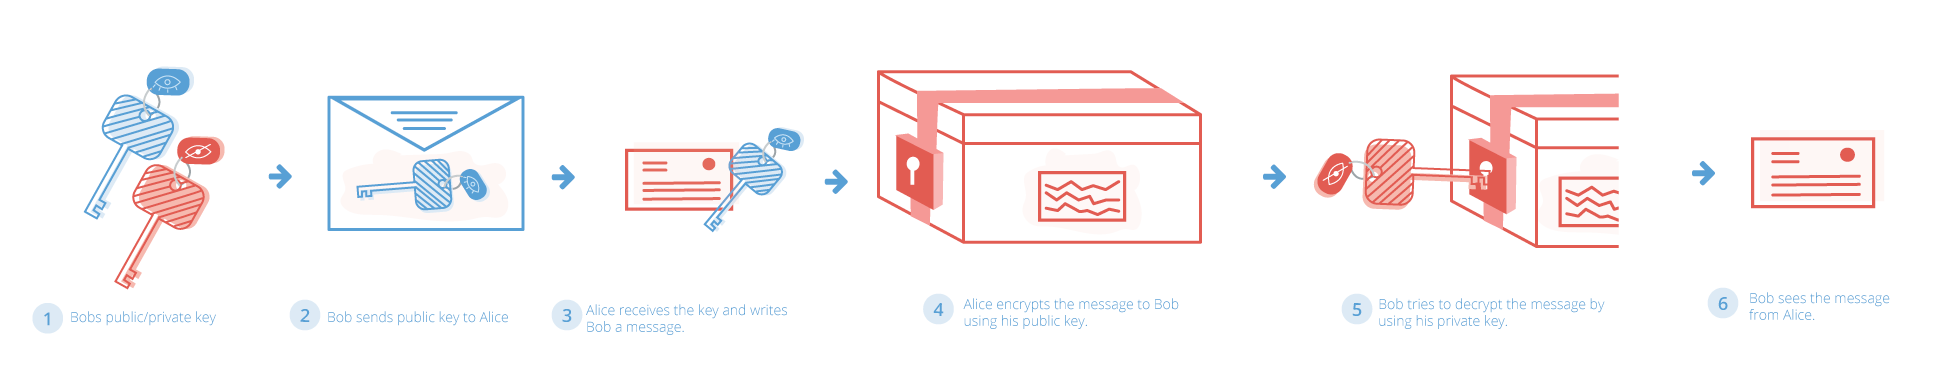 1 Bobs public/private key
2 Bob sends public key to Alice
3 Alice receives the key and writes
Bob a message.
4 Alice encrypts the message to Bob
using his public key.
5 Bob tries to decrypt the message by
using his private key.
6 Bob sees the message
from Alice.